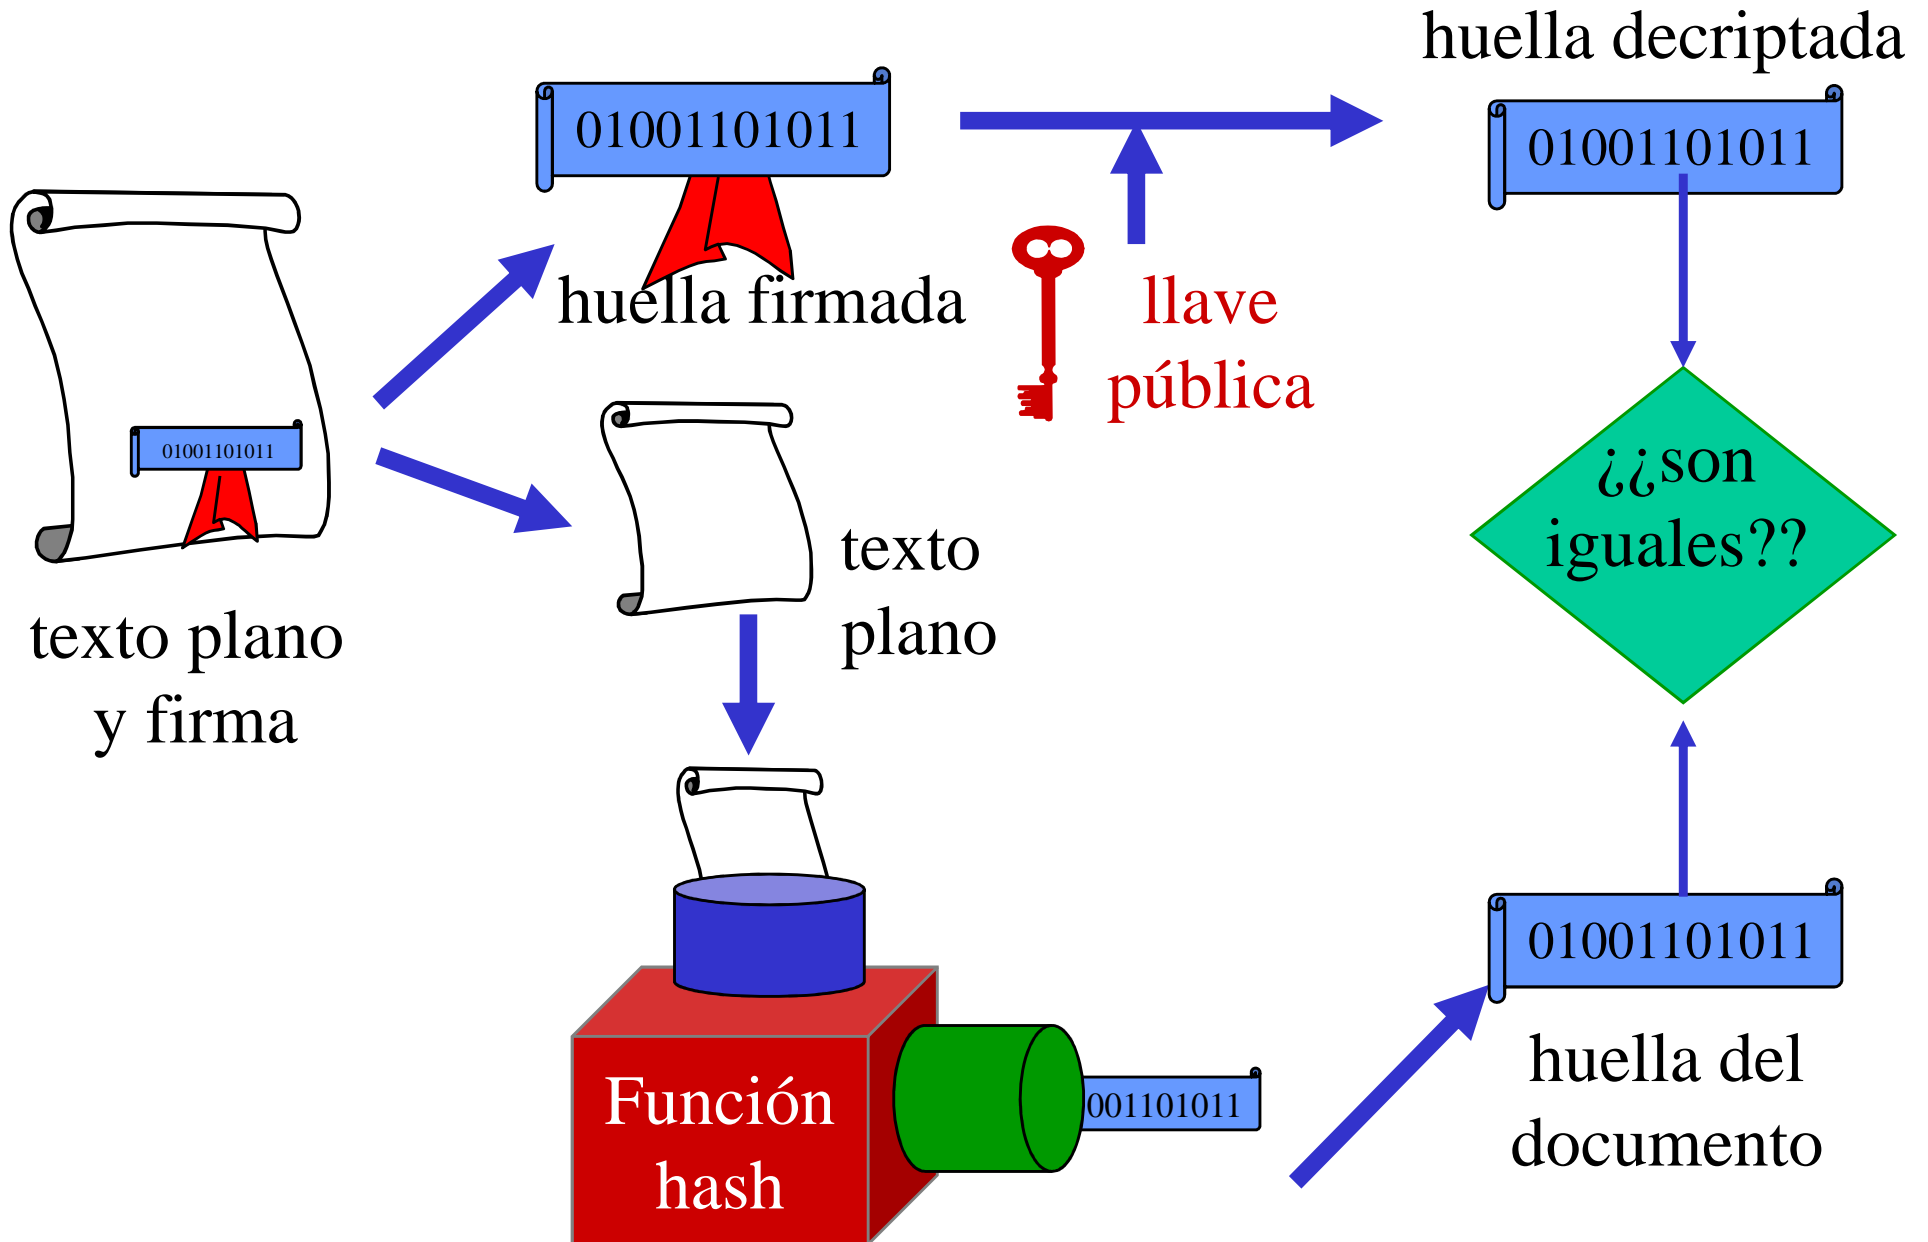 huella decriptada
01001101011
01001101011
huella firmada
llave
pública
01001101011
texto plano
y firma
texto
plano
¿¿son
iguales??
Función
hash
001101011
01001101011
huella del
documento